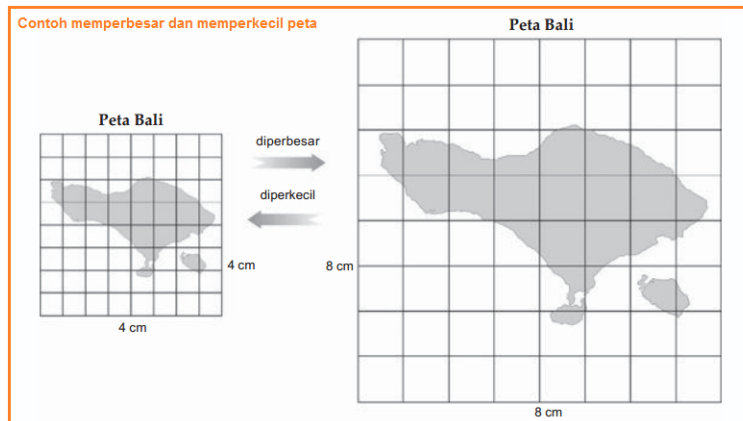 Contoh memperbesar dan memperkecil peta
Peta Bali
Peta Bali
diperbesar
diperkecil
4 cm
8 cm
4 cm
8 cm